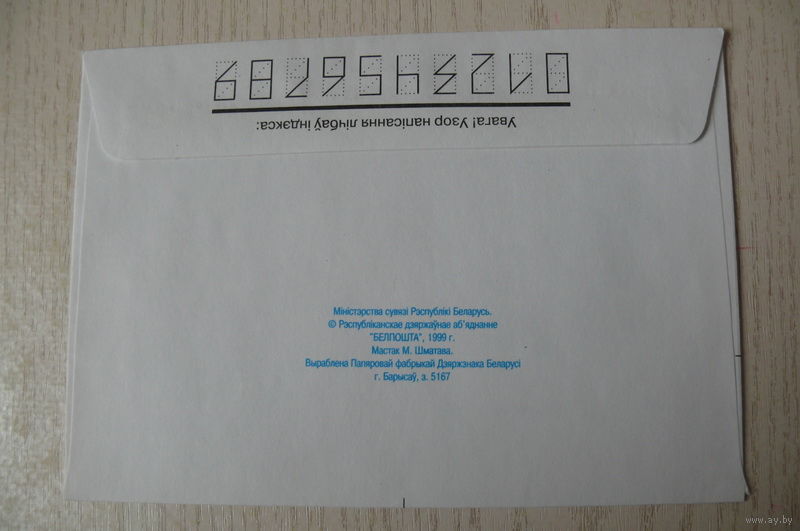 Увага! Узор напісання лічбаў індэкса:
0123456789
Міністэрства сувязі Рэспублікі Беларусь.
© Рэспубліканскае дзяржаўнае аб'яднанне
"БЕЛПОШТА", 1999 г.
Мастак М. Шматава.
Выраблена Папяровай фабрыкай Дзяржзнака Беларусі
г. Барысаў, з. 5167
www.ay.by